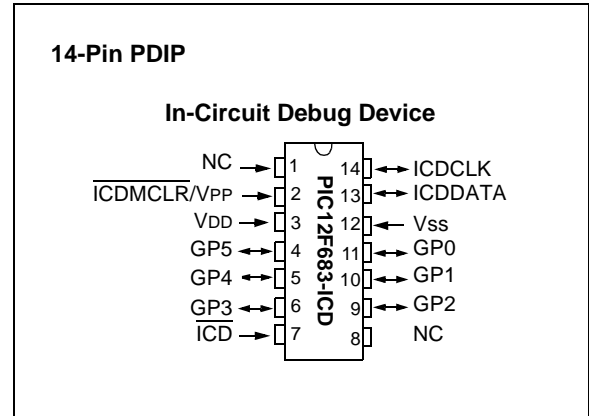 14-Pin PDIP
In-Circuit Debug Device
NC 1 14 ICDCLK
ICDMCLR/VPP 2 13 ICDDATA
VDD 3 12 Vss
GP5 4 11 GP0
GP4 5 10 GP1
GP3 6 9 GP2
ICD 7 8 NC
PIC12F683-ICD